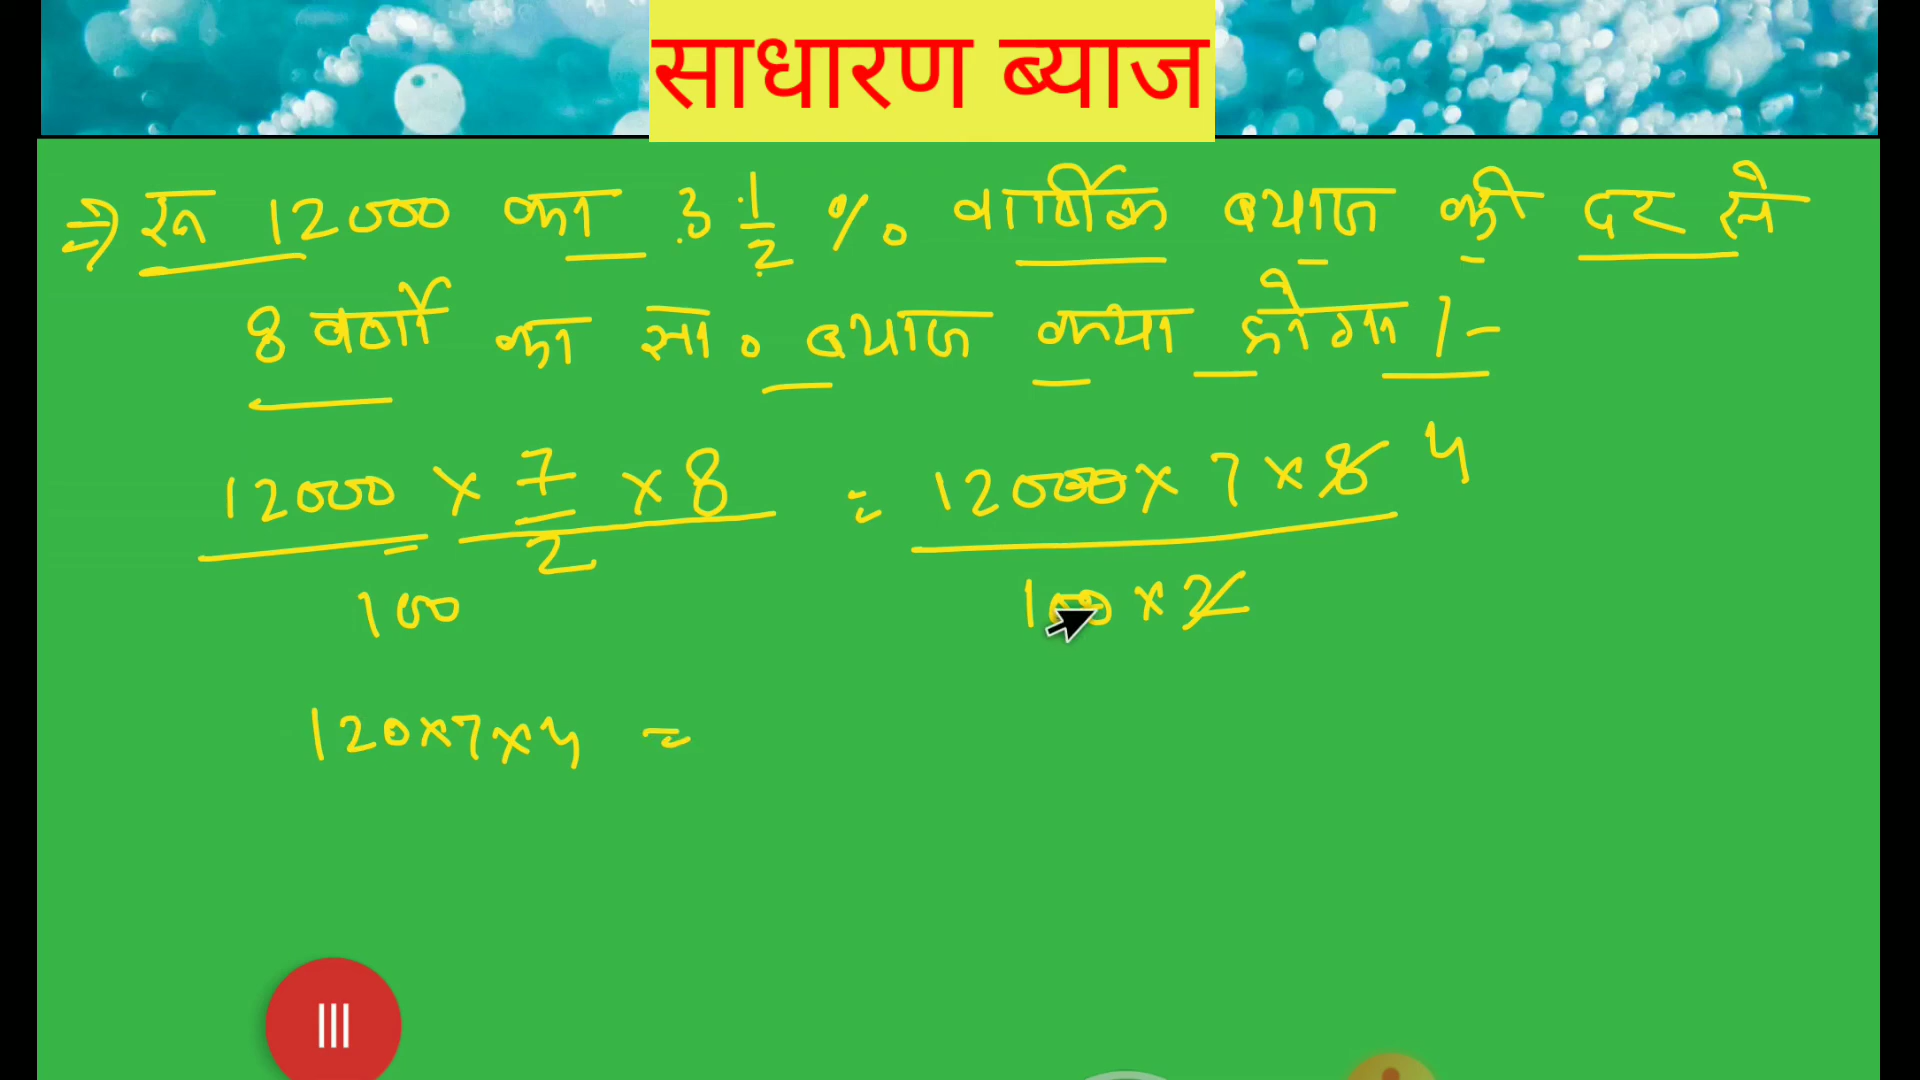 साधारण ब्याज
⇒ रु 12000 का 3 1/2 % वार्षिक ब्याज की दर से
8 वर्षो का सा० ब्याज क्या होगा।-
12000 × 7/2 × 8 / 100 = 12000 × 7 × 8 4 / 100 × 2
120×7×4 =